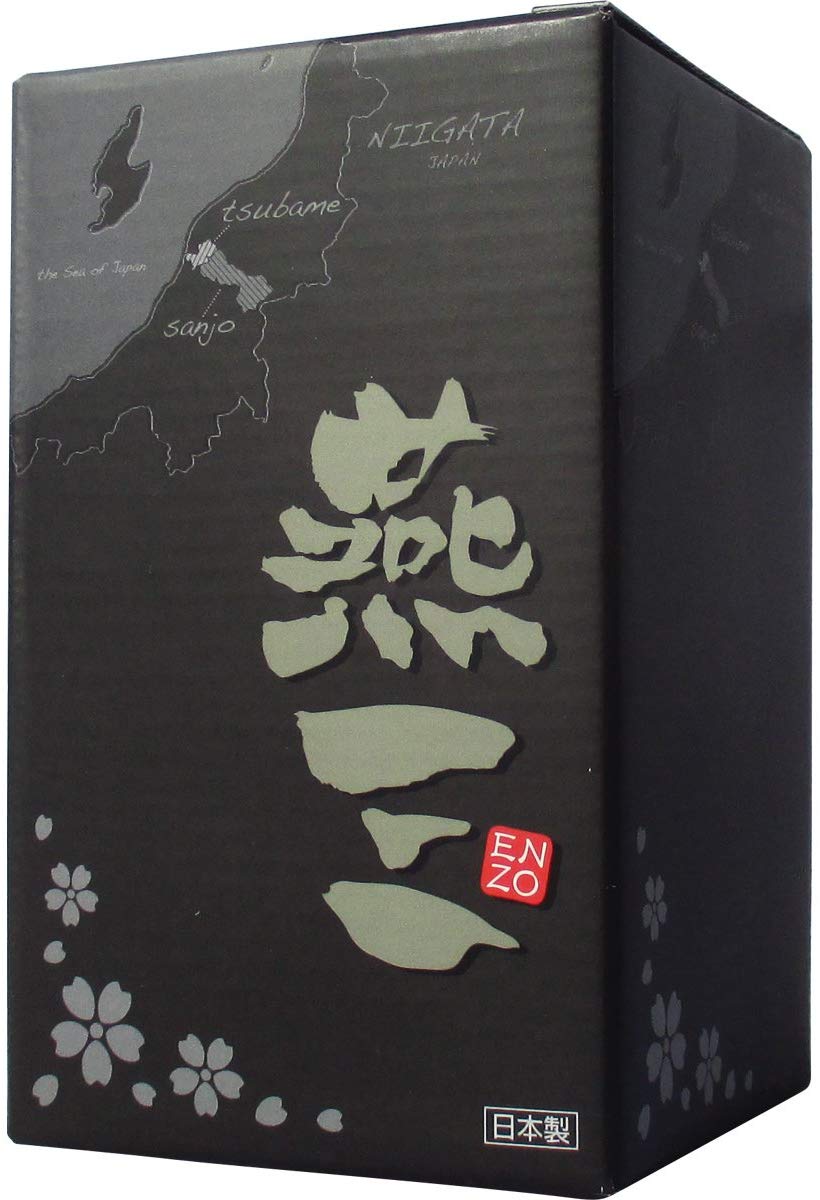 NIIGATA
JAPAN
tsubame
the Sea of Japan
sanjo
燕三
EN
ZO
日本製